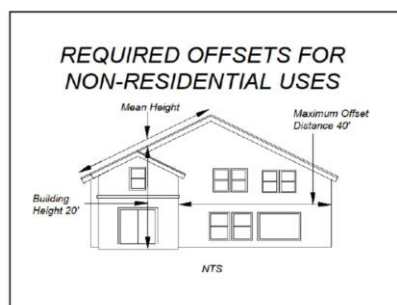 REQUIRED OFFSETS FOR
NON-RESIDENTIAL USES
Mean Height
Maximum Offset
Distance 40'
Building
Height 20'
NTS